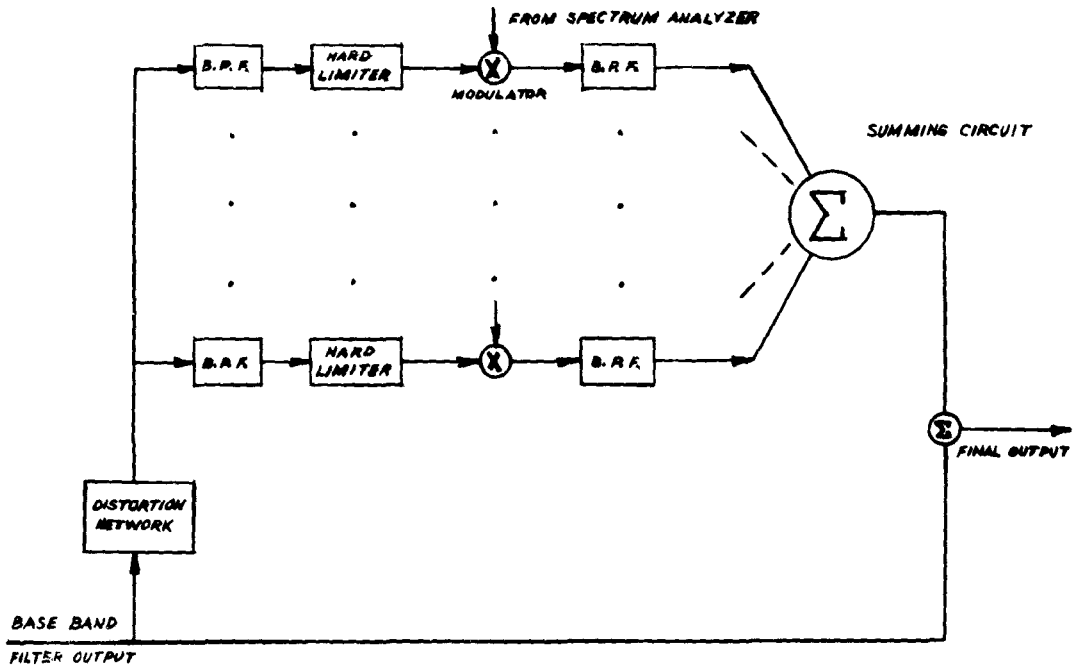 FROM SPECTRUM ANALYZER
B.P.F.
HARD
LIMITER
X
B.P.F.
MODULATOR
SUMMING CIRCUIT
Σ
B.P.F.
HARD
LIMITER
X
B.P.F.
Σ
FINAL OUTPUT
DISTORTION
NETWORK
BASE BAND
FILTER OUTPUT